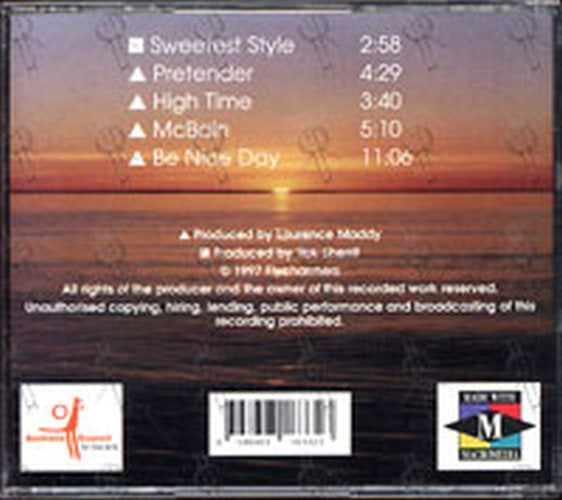 ■ Sweetest Style 2:58
▲ Pretender 4:29
▲ High Time 3:40
▲ McBain 5:10
▲ Be Nice Day 11:06
▲ Produced by Laurence Maddy
■ Produced by
© 1997
All rights of the producer and the owner of this recorded work reserved.
Unauthorised copying, hiring, lending, public performance and broadcasting of this
recording prohibited.
MADE WITH
M
MACROMEDIA
Australia Council